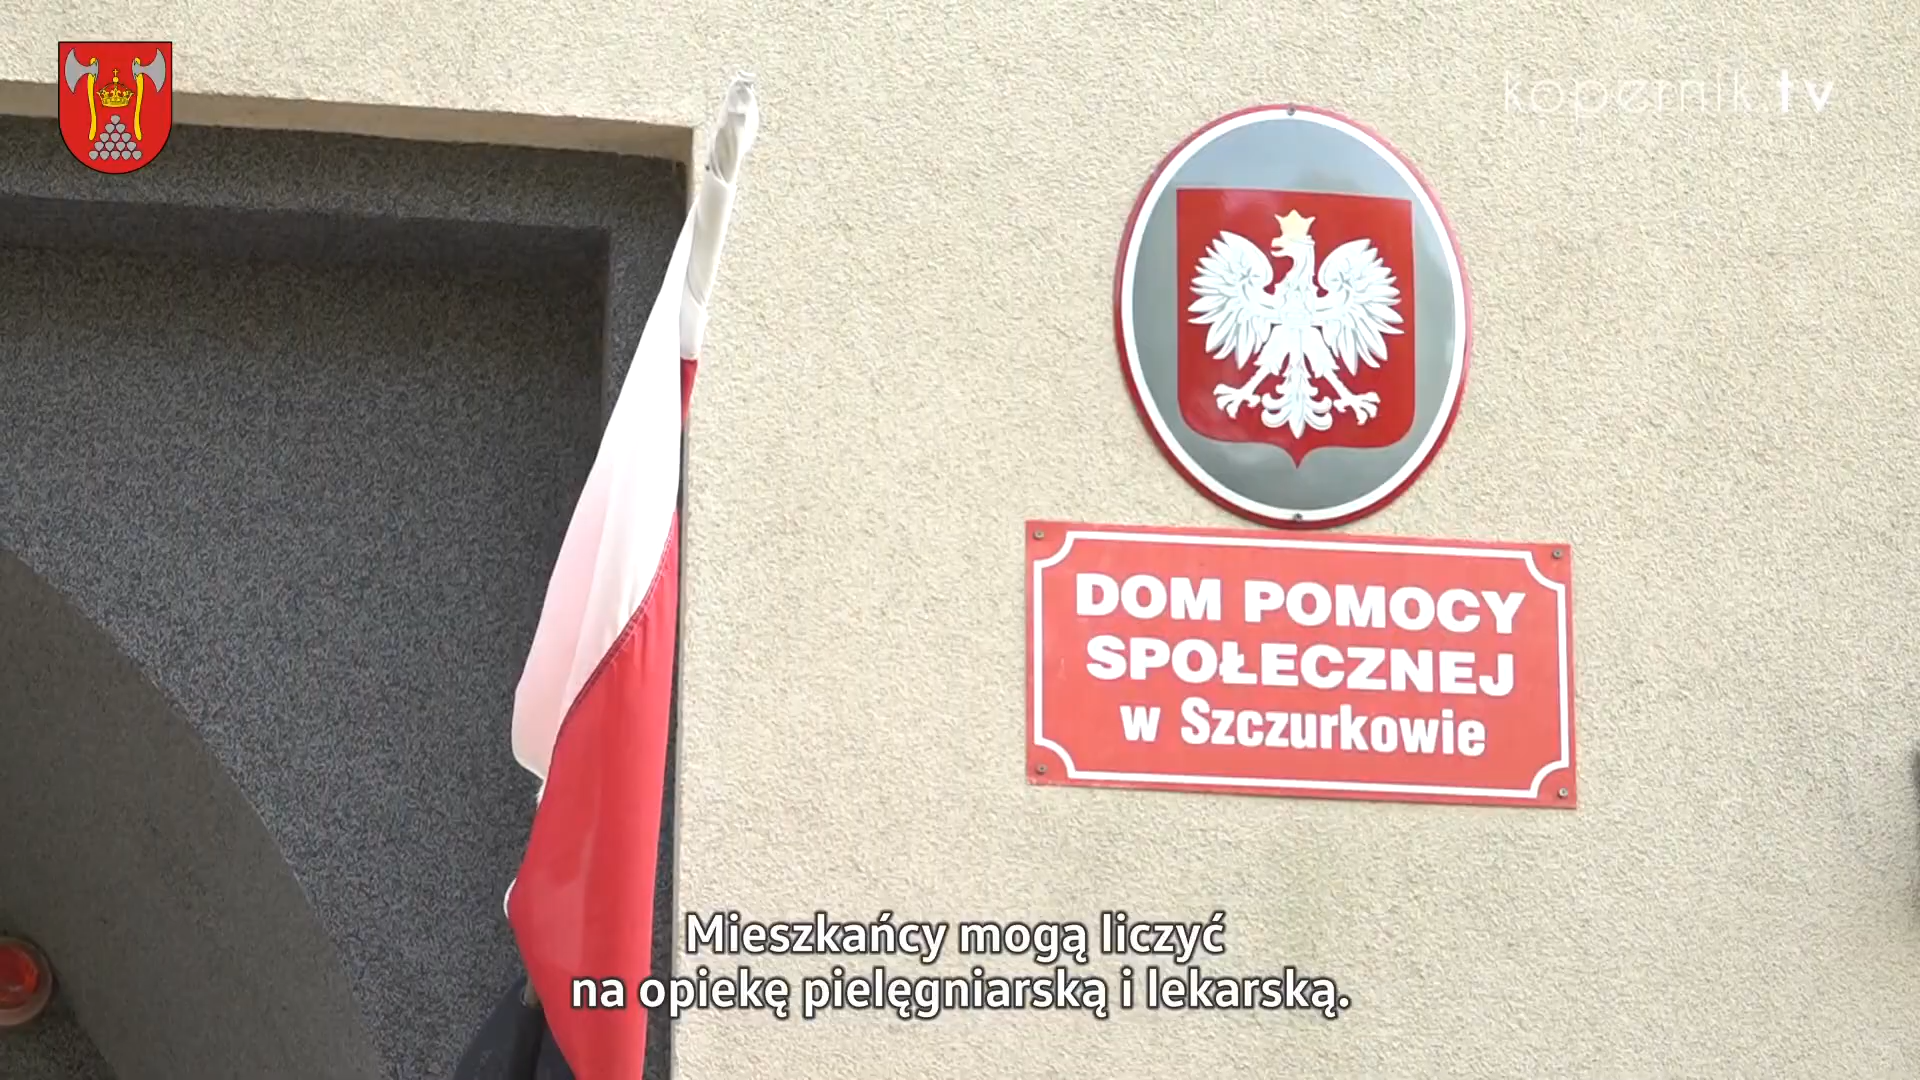 kopernik tv
DOM POMOCY
SPOŁECZNEJ
w Szczurkowie
Mieszkańcy mogą liczyć
na opiekę pielęgniarską i lekarską.